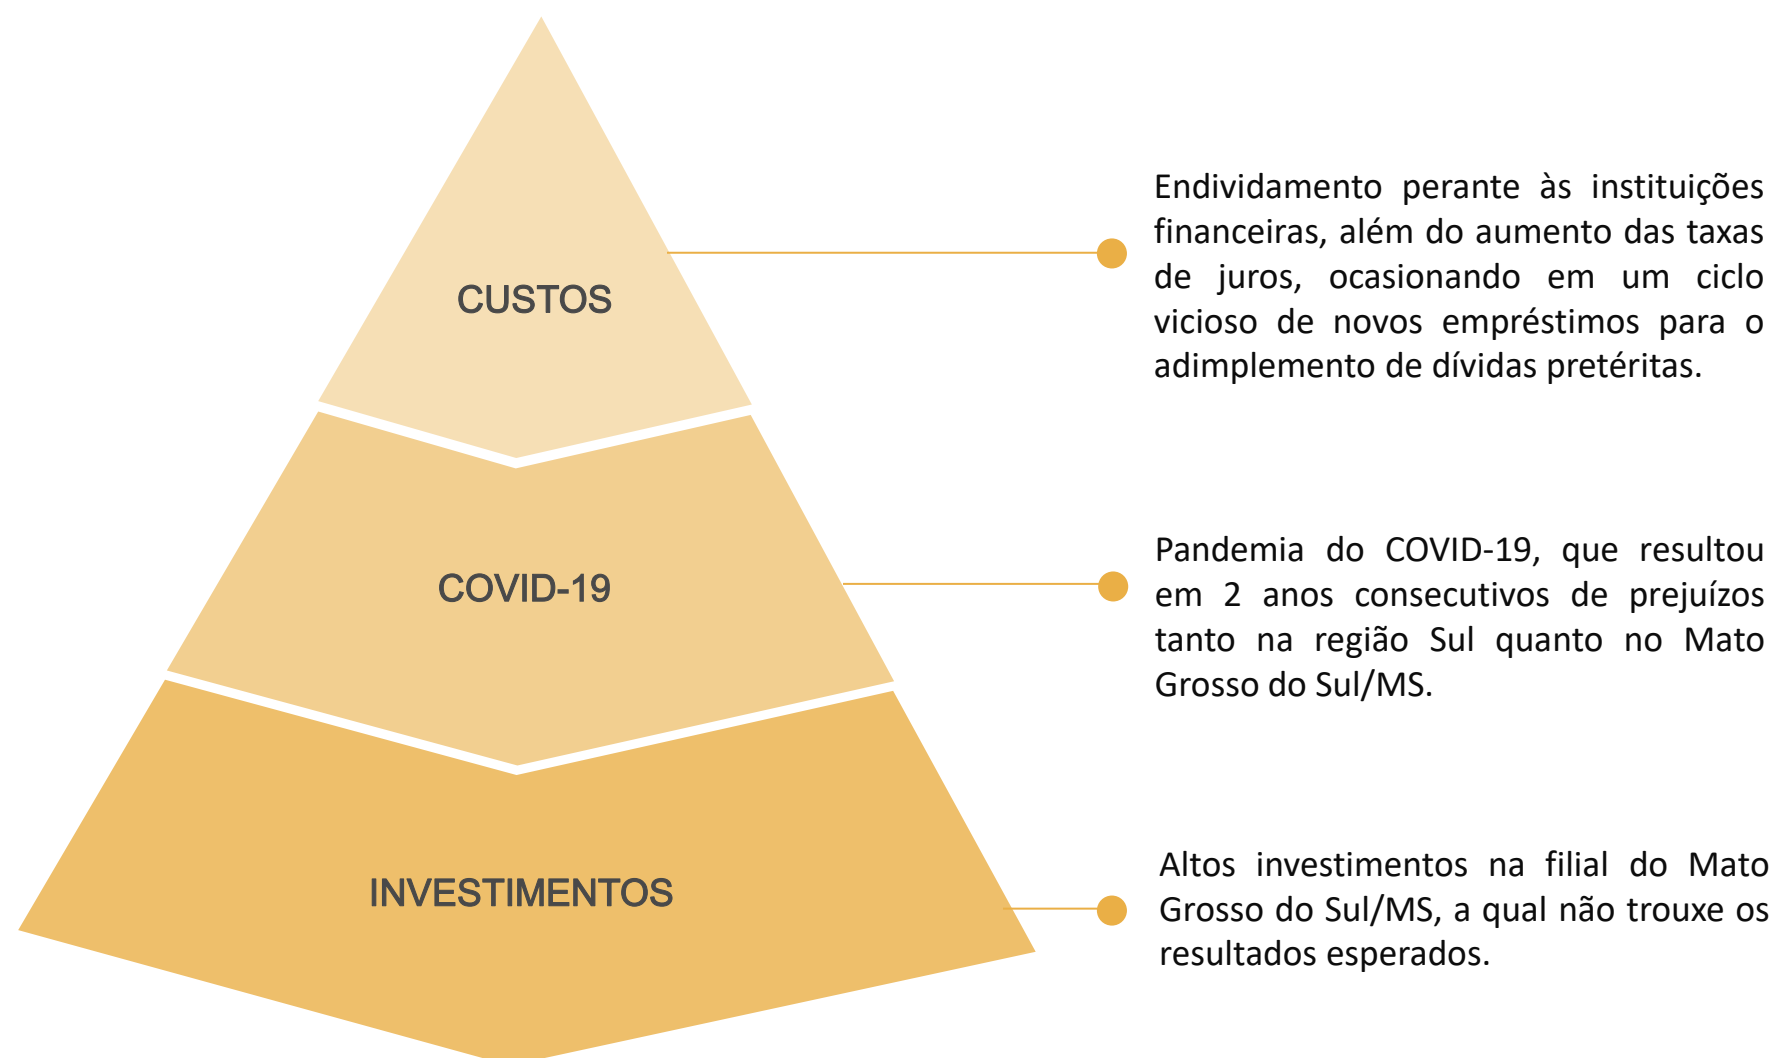 CUSTOS
Endividamento perante às instituições
financeiras, além do aumento das taxas
de juros, ocasionando em um ciclo
vicioso de novos empréstimos para o
adimplemento de dívidas pretéritas.
COVID-19
Pandemia do COVID-19, que resultou
em 2 anos consecutivos de prejuízos
tanto na região Sul quanto no Mato
Grosso do Sul/MS.
INVESTIMENTOS
Altos investimentos na filial do Mato
Grosso do Sul/MS, a qual não trouxe os
resultados esperados.